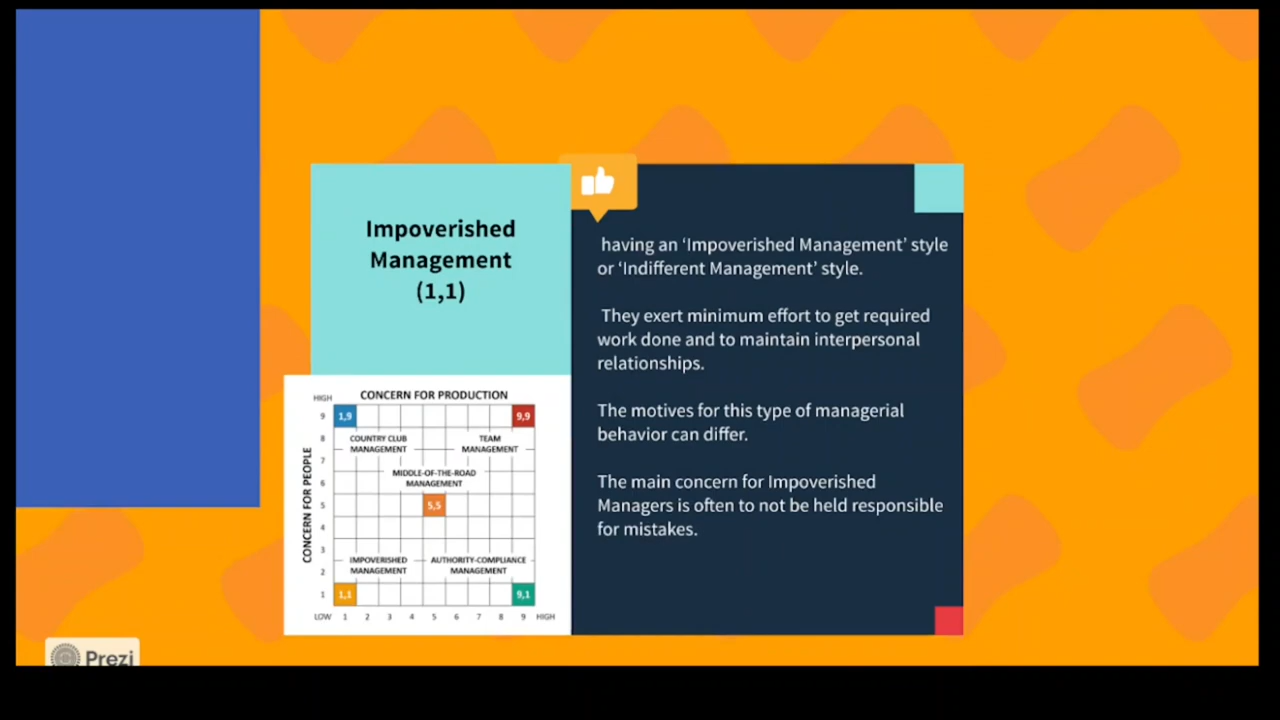 Impoverished
Management
(1,1)
having an ‘Impoverished Management’ style
or ‘Indifferent Management’ style.
They exert minimum effort to get required
work done and to maintain interpersonal
relationships.
The motives for this type of managerial
behavior can differ.
The main concern for Impoverished
Managers is often to not be held responsible
for mistakes.
CONCERN FOR PRODUCTION
HIGH
9
1,9
9,9
8
COUNTRY CLUB
MANAGEMENT
TEAM
MANAGEMENT
7
MIDDLE-OF-THE-ROAD
MANAGEMENT
6
5
5,5
4
3
IMPOVERISHED
MANAGEMENT
AUTHORITY-COMPLIANCE
MANAGEMENT
2
1
1,1
9,1
LOW 1 2 3 4 5 6 7 8 9 HIGH
CONCERN FOR PEOPLE
Prezi